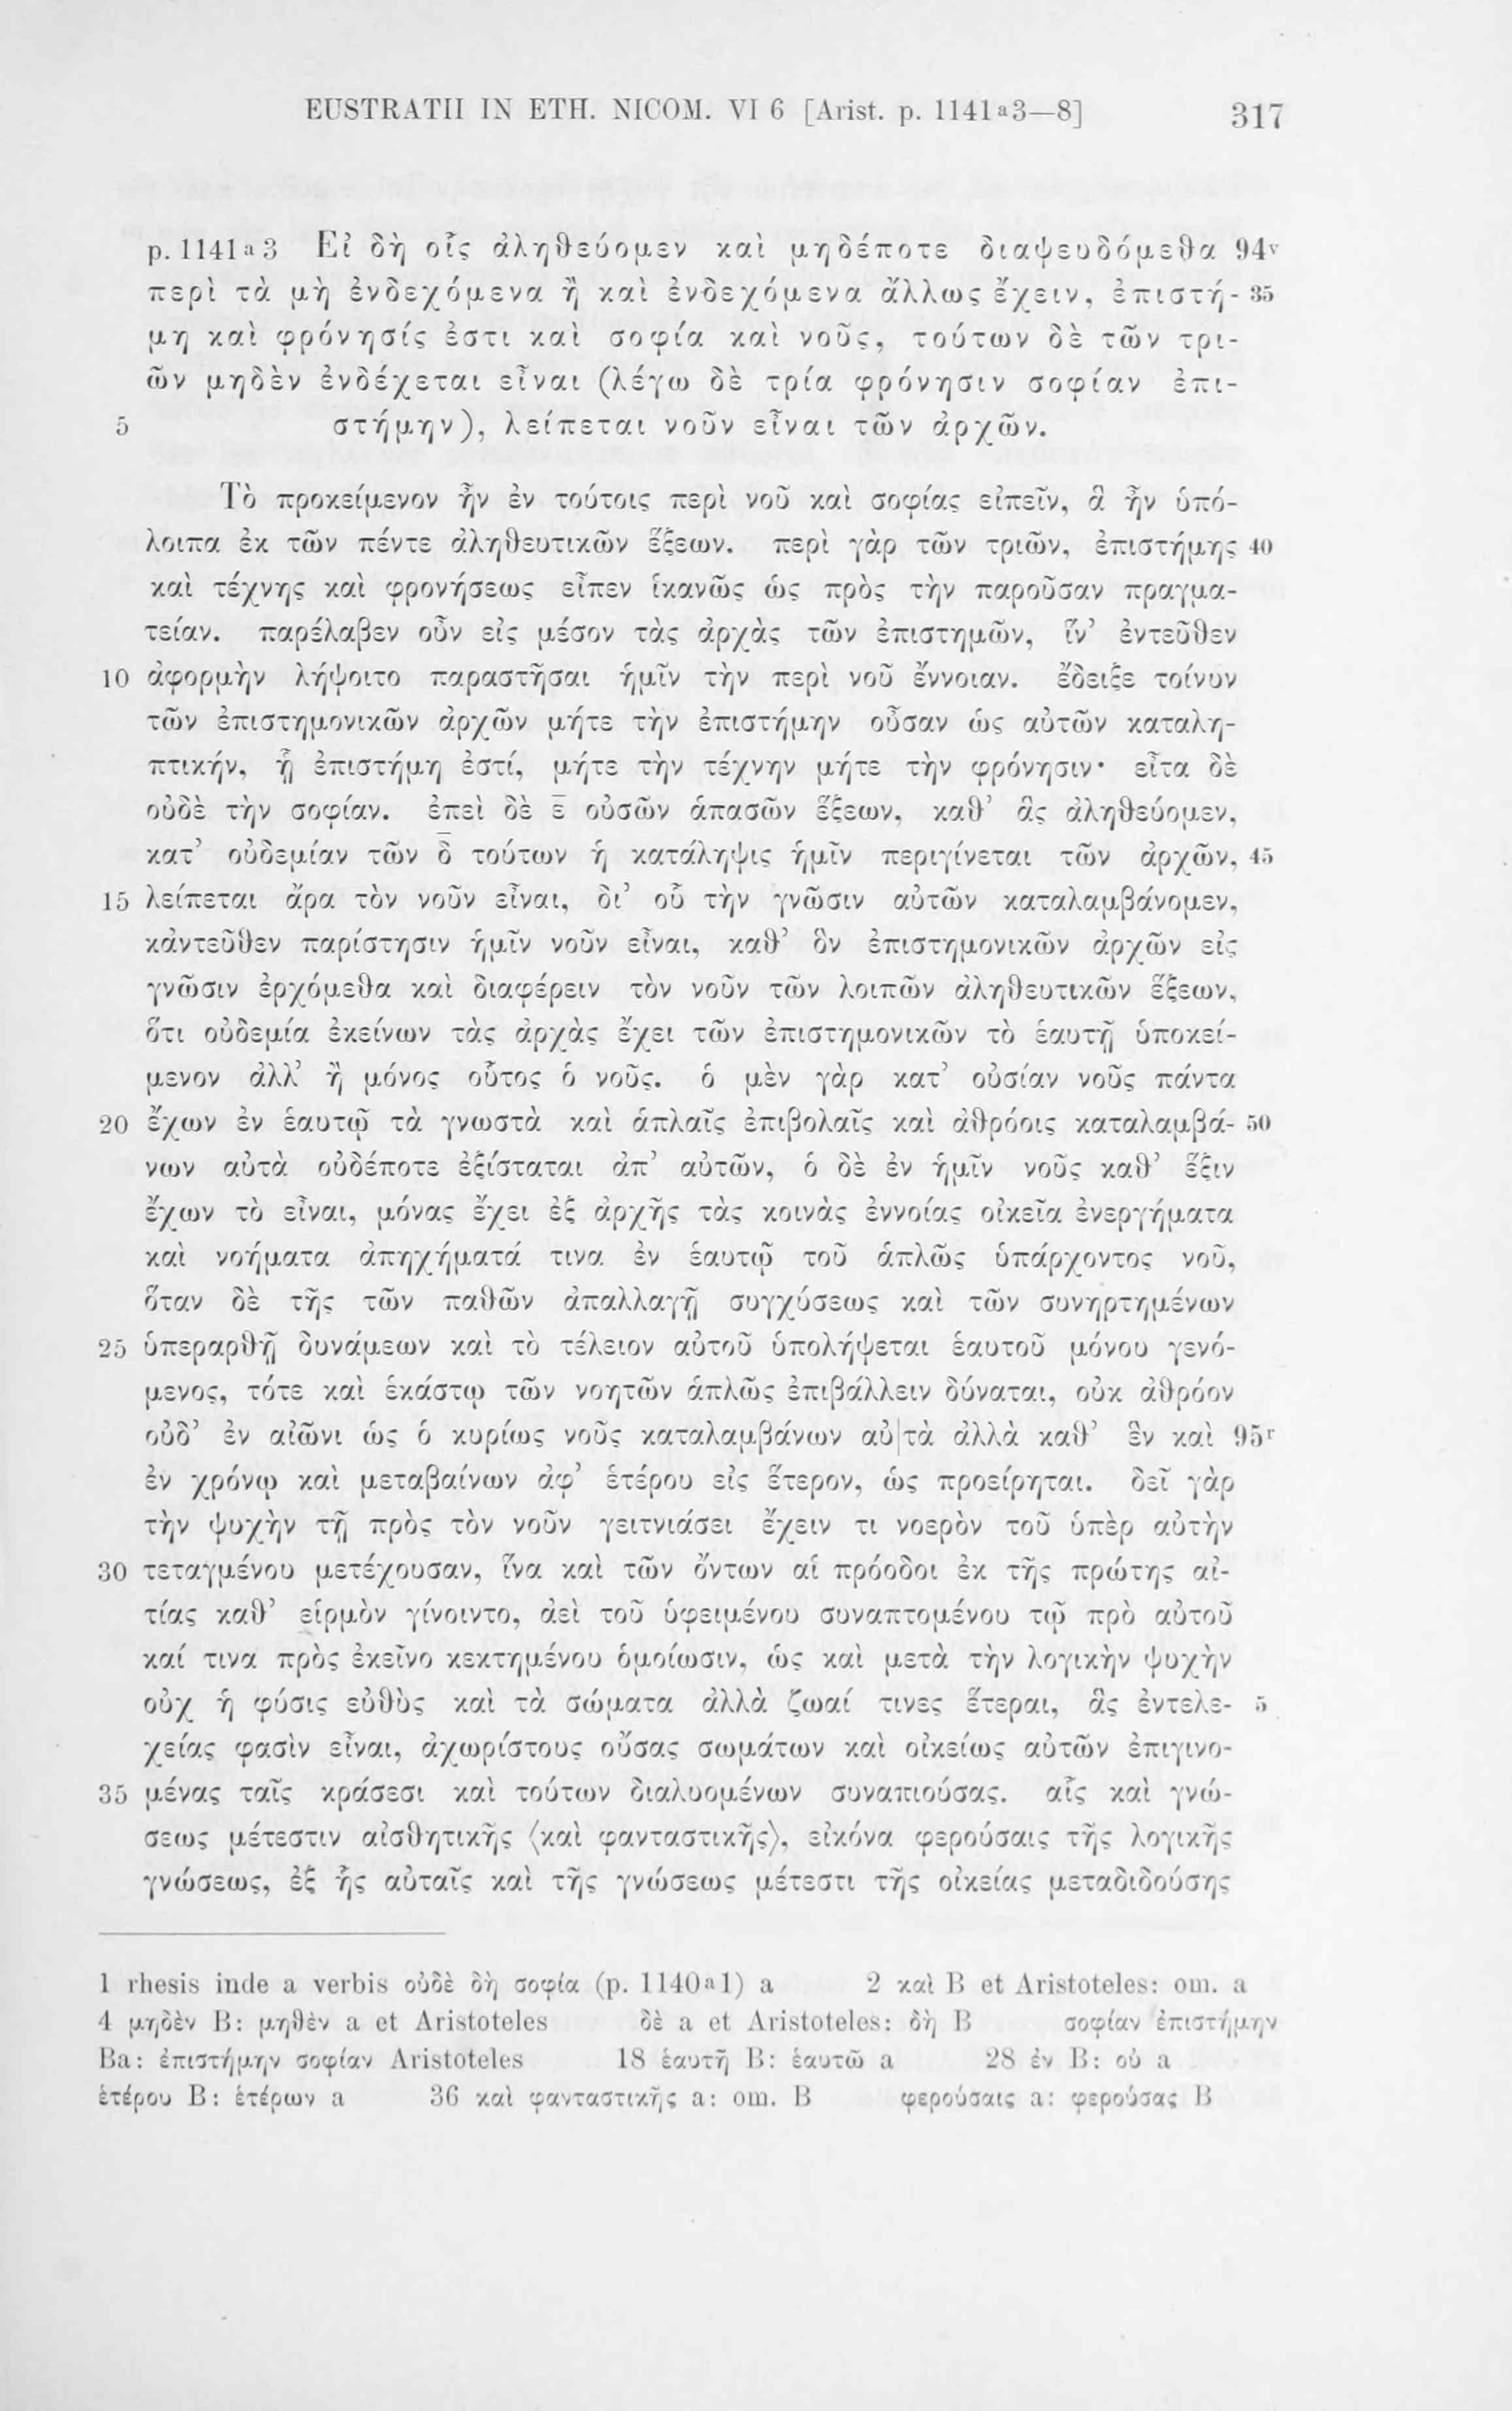 EUSTRATII IN ETH. NICOM. VI 6 [Arist. p. 1141a3—8] 317
p. 1141a3 Εἰ δὴ οἷς ἀληθεύομεν καὶ μηδέποτε διαψευδόμεθα 94v
περὶ τὰ μὴ ἐνδεχόμενα ἢ καὶ ἐνδεχόμενα ἄλλως ἔχειν, ἐπιστή- 35
μη καὶ φρόνησίς ἐστι καὶ σοφία καὶ νοῦς, τούτων δὲ τῶν τρι-
ῶν μηδὲν ἐνδέχεται εἶναι (λέγω δὲ τρία φρόνησιν σοφίαν ἐπι-
5 στήμην), λείπεται νοῦν εἶναι τῶν ἀρχῶν.
Τὸ προκείμενον ἦν ἐν τούτοις περὶ νοῦ καὶ σοφίας εἰπεῖν, ἃ ἦν ὑπό-
λοιπα ἐκ τῶν πέντε ἀληθευτικῶν ἕξεων. περὶ γὰρ τῶν τριῶν, ἐπιστήμης 40
καὶ τέχνης καὶ φρονήσεως εἶπεν ἱκανῶς ὡς πρὸς τὴν παροῦσαν πραγμα-
τείαν. παρέλαβεν οὖν εἰς μέσον τὰς ἀρχὰς τῶν ἐπιστημῶν, ἵν’ ἐντεῦθεν
10 ἀφορμὴν λήψοιτο παραστῆσαι ἡμῖν τὴν περὶ νοῦ ἔννοιαν. ἔδειξε τοίνυν
τῶν ἐπιστημονικῶν ἀρχῶν μήτε τὴν ἐπιστήμην οὖσαν ὡς αὐτῶν καταλη-
πτικήν, ᾗ ἐπιστήμη ἐστί, μήτε τὴν τέχνην μήτε τὴν φρόνησιν· εἶτα δὲ
οὐδὲ τὴν σοφίαν. ἐπεὶ δὲ ε̄ οὐσῶν ἁπασῶν ἕξεων, καθ’ ἃς ἀληθεύομεν,
κατ’ οὐδεμίαν τῶν δ̄ τούτων ἡ κατάληψις ἡμῖν περιγίνεται τῶν ἀρχῶν, 45
15 λείπεται ἄρα τὸν νοῦν εἶναι, δι’ οὗ τὴν γνῶσιν αὐτῶν καταλαμβάνομεν,
κἀντεῦθεν παρίστησιν ἡμῖν νοῦν εἶναι, καθ’ ὃν ἐπιστημονικῶν ἀρχῶν εἰς
γνῶσιν ἐρχόμεθα καὶ διαφέρειν τὸν νοῦν τῶν λοιπῶν ἀληθευτικῶν ἕξεων,
ὅτι οὐδεμία ἐκείνων τὰς ἀρχὰς ἔχει τῶν ἐπιστημονικῶν τὸ ἑαυτῇ ὑποκεί-
μενον ἀλλ’ ἢ μόνος οὗτος ὁ νοῦς. ὁ μὲν γὰρ κατ’ οὐσίαν νοῦς πάντα
20 ἔχων ἐν ἑαυτῷ τὰ γνωστὰ καὶ ἁπλαῖς ἐπιβολαῖς καὶ ἀθρόοις καταλαμβά- 50
νων αὐτὰ οὐδέποτε ἐξίσταται ἀπ’ αὐτῶν, ὁ δὲ ἐν ἡμῖν νοῦς καθ’ ἕξιν
ἔχων τὸ εἶναι, μόνας ἔχει ἐξ ἀρχῆς τὰς κοινὰς ἐννοίας οἰκεῖα ἐνεργήματα
καὶ νοήματα ἀπηχήματά τινα ἐν ἑαυτῷ τοῦ ἁπλῶς ὑπάρχοντος νοῦ,
ὅταν δὲ τῆς τῶν παθῶν ἀπαλλαγῇ συγχύσεως καὶ τῶν συνηρτημένων
25 ὑπεραρθῇ δυνάμεων καὶ τὸ τέλειον αὐτοῦ ὑπολήψεται ἑαυτοῦ μόνου γενό-
μενος, τότε καὶ ἑκάστῳ τῶν νοητῶν ἁπλῶς ἐπιβάλλειν δύναται, οὐκ ἀθρόον
οὐδ’ ἐν αἰῶνι ὡς ὁ κυρίως νοῦς καταλαμβάνων αὐ|τὰ ἀλλὰ καθ’ ἓν καὶ 95r
ἐν χρόνῳ καὶ μεταβαίνων ἀφ’ ἑτέρου εἰς ἕτερον, ὡς προείρηται. δεῖ γὰρ
τὴν ψυχὴν τῇ πρὸς τὸν νοῦν γειτνιάσει ἔχειν τι νοερὸν τοῦ ὑπὲρ αὐτὴν
30 τεταγμένου μετέχουσαν, ἵνα καὶ τῶν ὄντων αἱ πρόοδοι ἐκ τῆς πρώτης αἰ-
τίας καθ’ εἱρμὸν γίνοιντο, ἀεὶ τοῦ ὑφειμένου συναπτομένου τῷ πρὸ αὐτοῦ
καί τινα πρὸς ἐκεῖνο κεκτημένου ὁμοίωσιν, ὡς καὶ μετὰ τὴν λογικὴν ψυχὴν
οὐχ ἡ φύσις εὐθὺς καὶ τὰ σώματα ἀλλὰ ζωαί τινες ἕτεραι, ἃς ἐντελε- 5
χείας φασὶν εἶναι, ἀχωρίστους οὔσας σωμάτων καὶ οἰκείως αὐτῶν ἐπιγινο-
35 μένας ταῖς κράσεσι καὶ τούτων διαλυομένων συναπιούσας. αἷς καὶ γνώ-
σεως μέτεστιν αἰσθητικῆς ⟨καὶ φανταστικῆς⟩, εἰκόνα φερούσαις τῆς λογικῆς
γνώσεως, ἐξ ἧς αὐταῖς καὶ τῆς γνώσεως μέτεστι τῆς οἰκείας μεταδιδούσης
1 rhesis inde a verbis οὐδὲ δὴ σοφία (p. 1140a1) a 2 καὶ B et Aristoteles: om. a
4 μηδὲν B: μηθὲν a et Aristoteles δὲ a et Aristoteles: δὴ B σοφίαν ἐπιστήμην
Ba: ἐπιστήμην σοφίαν Aristoteles 18 ἑαυτῇ B: ἑαυτῶ a 28 ἐν B: οὐ a
ἑτέρου B: ἑτέρων a 36 καὶ φανταστικῆς a: om. B φερούσαις a: φερούσας B